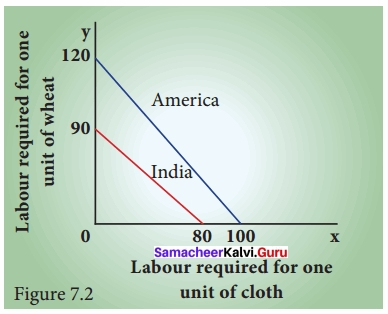 y
Labour required for one
unit of wheat
120
America
90
India
0
80 100 x
SamacheerKalvi.Guru
Labour required for one
unit of cloth
Figure 7.2